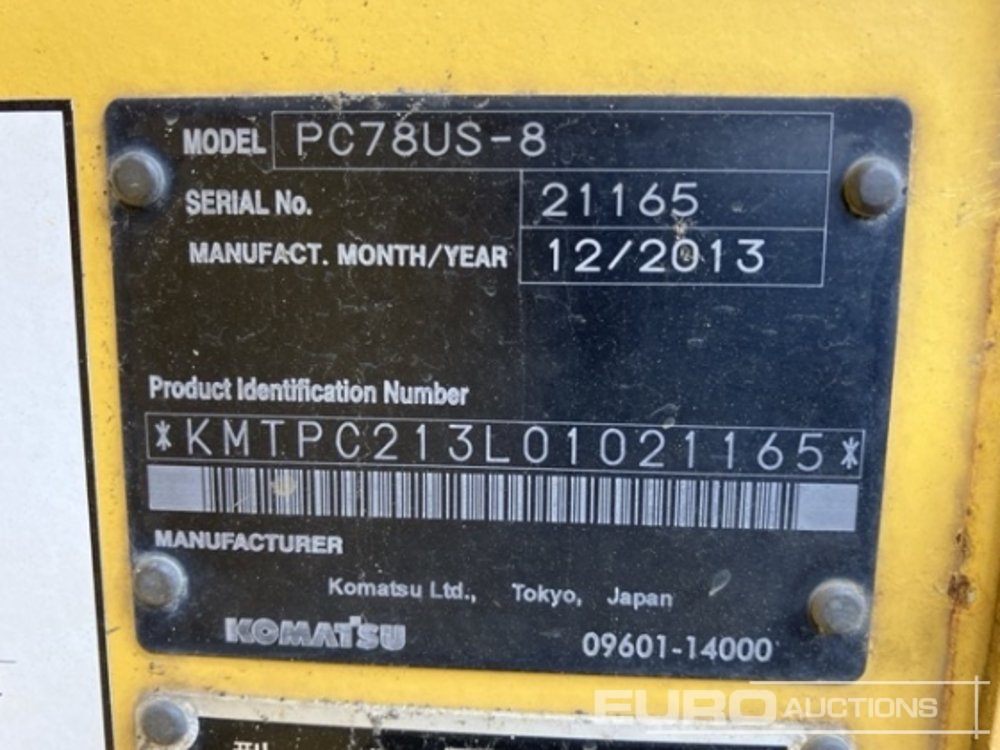 MODEL PC78US-8
SERIAL No. 21165
MANUFACT. MONTH/YEAR 12/2013
Product Identification Number
*KMTPC213L01021165*
MANUFACTURER
Komatsu Ltd., Tokyo, Japan
KOMATSU 09601-14000
EURO AUCTIONS